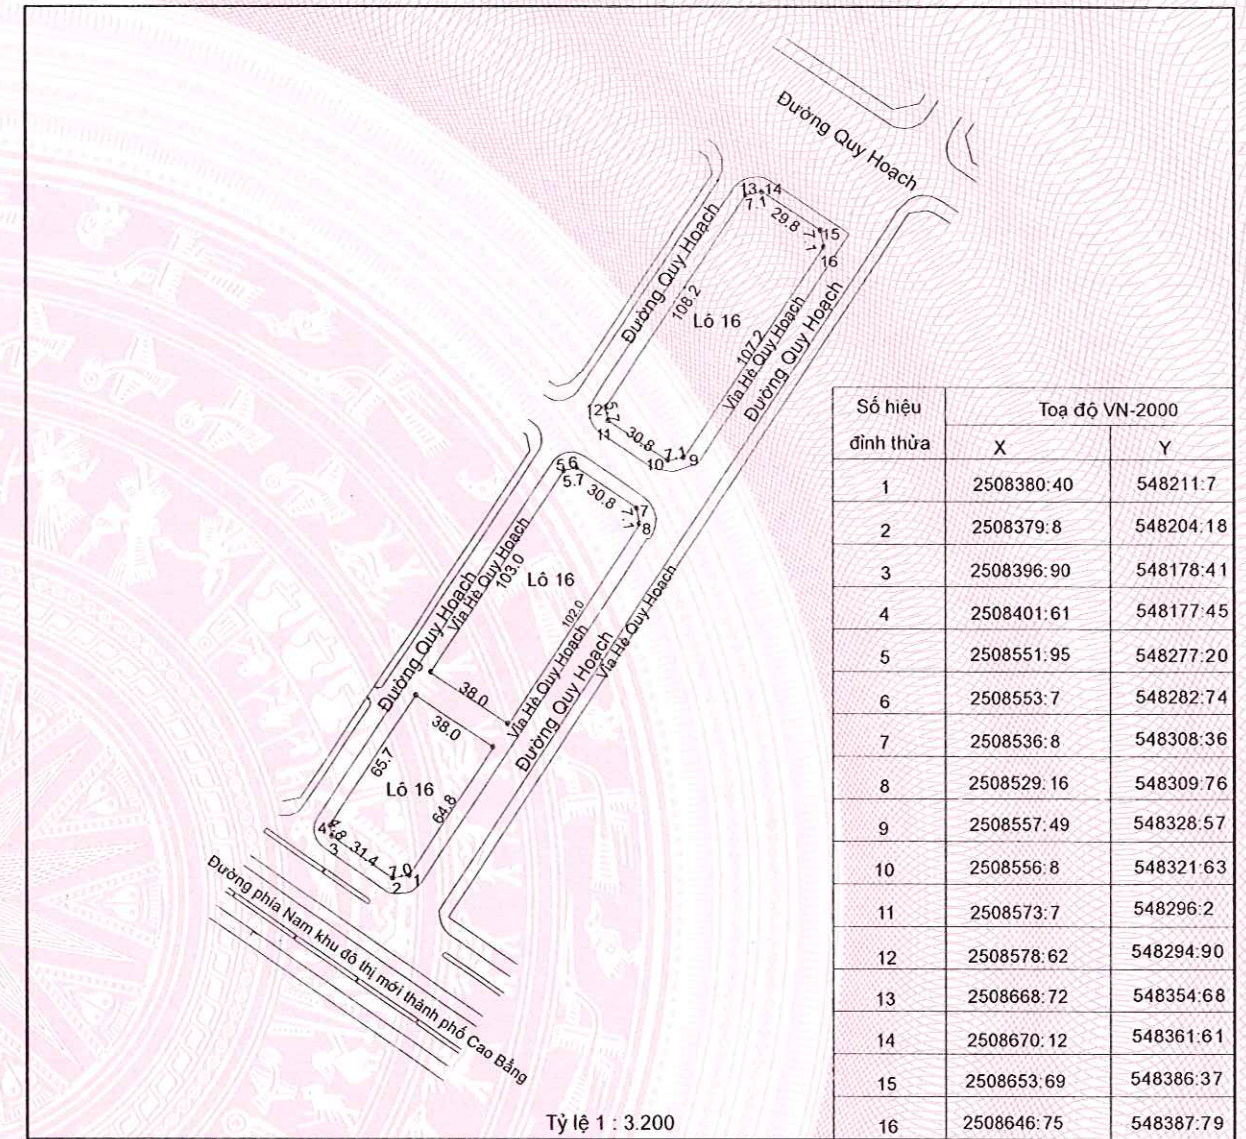 Đường Quy Hoạch
13 14
7.1
29.8
15
7.1
16
Đường Quy Hoạch
108.2
Lô 16
107.2
Vỉa Hè Quy Hoạch
Đường Quy Hoạch
12
5.7
11
30.8
10
7.1
9
5 6
5.7
30.8
7
7.1
8
Vỉa Hè Quy Hoạch
103.0
Lô 16
102.0
Đường Quy Hoạch
Vỉa Hè Quy Hoạch
Đường Quy Hoạch
Vỉa Hè Quy Hoạch
38.0
38.0
65.7
Lô 16
64.8
4
4.8
3
31.4
7.0
2
1
Đường phía Nam khu đô thị mới thành phố Cao Bằng
Tỷ lệ 1 : 3.200
Số hiệu đỉnh thửa Toạ độ VN-2000
X Y
1 2508380:40 548211:7
2 2508379:8 548204:18
3 2508396:90 548178:41
4 2508401:61 548177:45
5 2508551:95 548277:20
6 2508553:7 548282:74
7 2508536:8 548308:36
8 2508529:16 548309:76
9 2508557:49 548328:57
10 2508556:8 548321:63
11 2508573:7 548296:2
12 2508578:62 548294:90
13 2508668:72 548354:68
14 2508670:12 548361:61
15 2508653:69 548386:37
16 2508646:75 548387:79